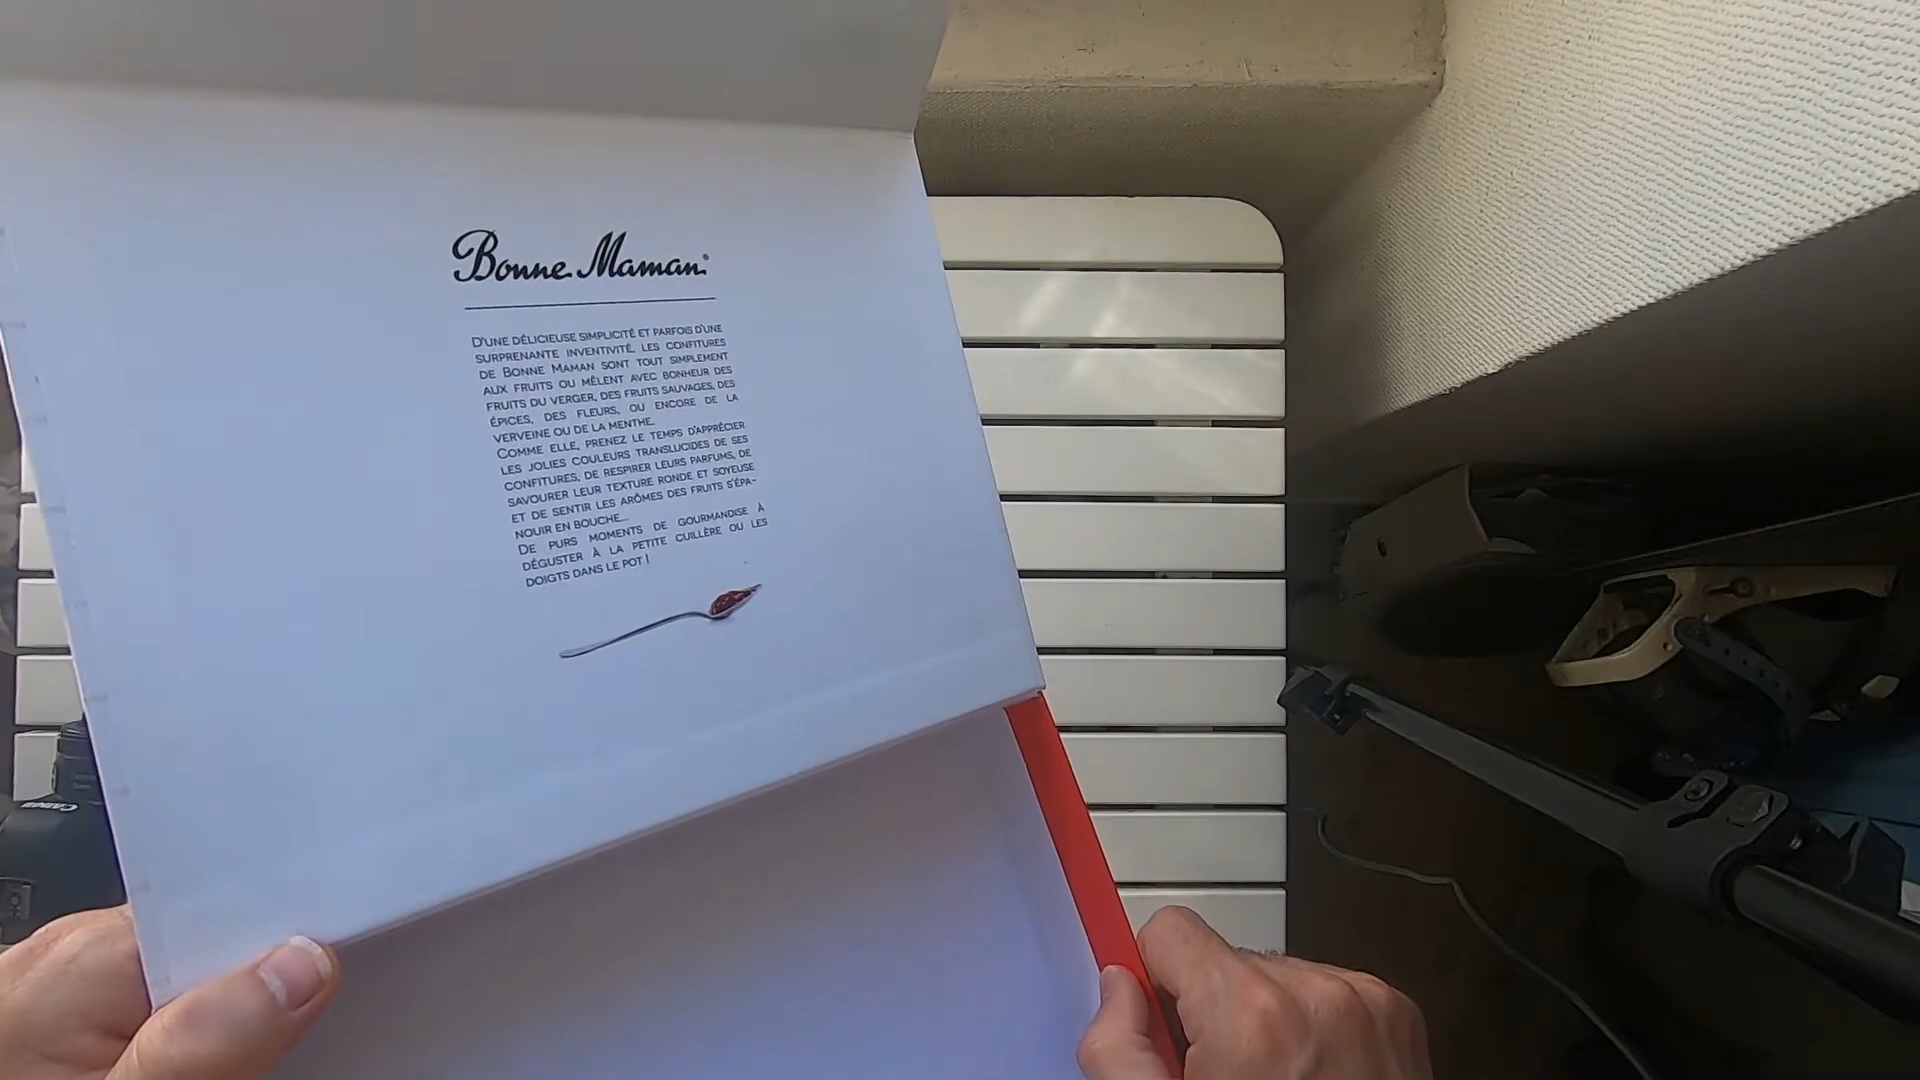 Bonne Maman®
D'UNE DÉLICIEUSE SIMPLICITÉ ET PARFOIS D'UNE
SURPRENANTE INVENTIVITÉ, LES CONFITURES
DE BONNE MAMAN SONT TOUT SIMPLEMENT
AUX FRUITS OU MÊLENT AVEC BONHEUR DES
FRUITS DU VERGER, DES FRUITS SAUVAGES, DES
ÉPICES, DES FLEURS, OU ENCORE DE LA
VERVEINE OU DE LA MENTHE.
COMME ELLE, PRENEZ LE TEMPS D'APPRÉCIER
LES JOLIES COULEURS TRANSLUCIDES DE SES
CONFITURES, DE RESPIRER LEURS PARFUMS, DE
SAVOURER LEUR TEXTURE RONDE ET SOYEUSE
ET DE SENTIR LES ARÔMES DES FRUITS S'ÉPA-
NOUIR EN BOUCHE...
DE PURS MOMENTS DE GOURMANDISE À
DÉGUSTER À LA PETITE CUILLÈRE OU LES
DOIGTS DANS LE POT !
Canon